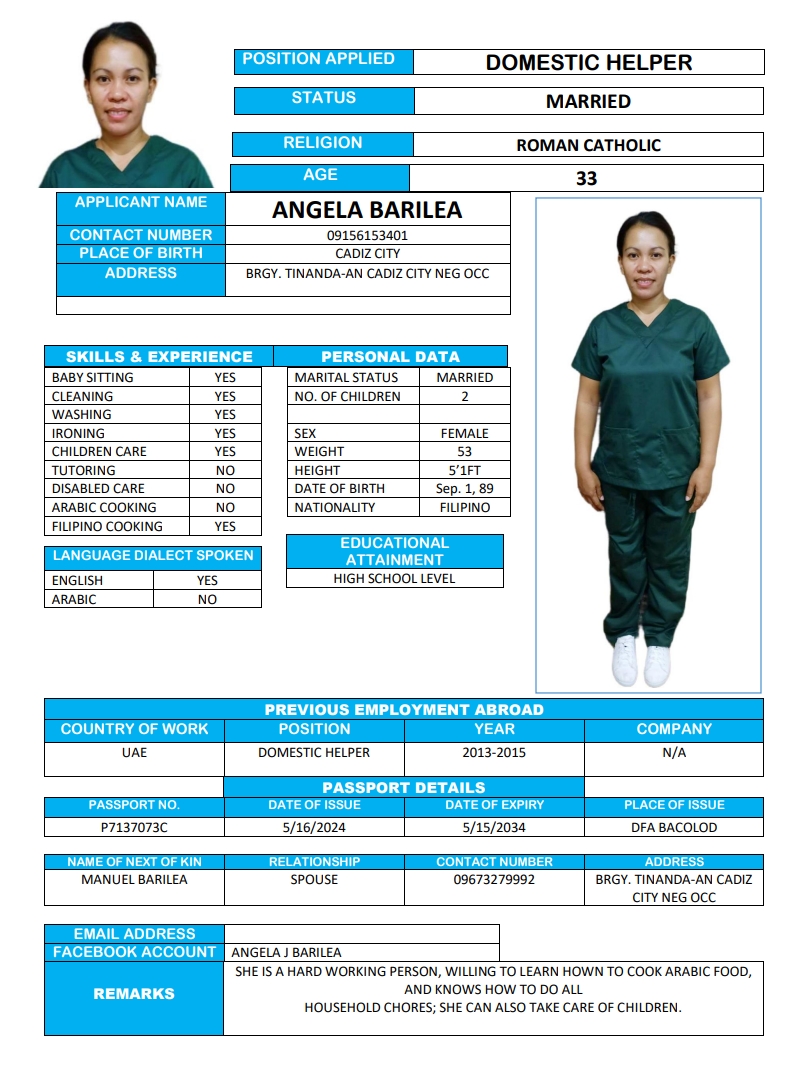 POSITION APPLIED DOMESTIC HELPER
STATUS MARRIED
RELIGION ROMAN CATHOLIC
AGE 33
APPLICANT NAME ANGELA BARILEA
CONTACT NUMBER 09156153401
PLACE OF BIRTH CADIZ CITY
ADDRESS BRGY. TINANDA-AN CADIZ CITY NEG OCC
SKILLS & EXPERIENCE PERSONAL DATA
BABY SITTING YES MARITAL STATUS MARRIED
CLEANING YES NO. OF CHILDREN 2
WASHING YES
IRONING YES SEX FEMALE
CHILDREN CARE YES WEIGHT 53
TUTORING NO HEIGHT 5’1FT
DISABLED CARE NO DATE OF BIRTH Sep. 1, 89
ARABIC COOKING NO NATIONALITY FILIPINO
FILIPINO COOKING YES
LANGUAGE DIALECT SPOKEN
ENGLISH YES
ARABIC NO
EDUCATIONAL
ATTAINMENT
HIGH SCHOOL LEVEL
PREVIOUS EMPLOYMENT ABROAD
COUNTRY OF WORK POSITION YEAR COMPANY
UAE DOMESTIC HELPER 2013-2015 N/A
PASSPORT DETAILS
PASSPORT NO. DATE OF ISSUE DATE OF EXPIRY PLACE OF ISSUE
P7137073C 5/16/2024 5/15/2034 DFA BACOLOD
NAME OF NEXT OF KIN RELATIONSHIP CONTACT NUMBER ADDRESS
MANUEL BARILEA SPOUSE 09673279992 BRGY. TINANDA-AN CADIZ
CITY NEG OCC
EMAIL ADDRESS
FACEBOOK ACCOUNT ANGELA J BARILEA
REMARKS
SHE IS A HARD WORKING PERSON, WILLING TO LEARN HOWN TO COOK ARABIC FOOD,
AND KNOWS HOW TO DO ALL
HOUSEHOLD CHORES; SHE CAN ALSO TAKE CARE OF CHILDREN.